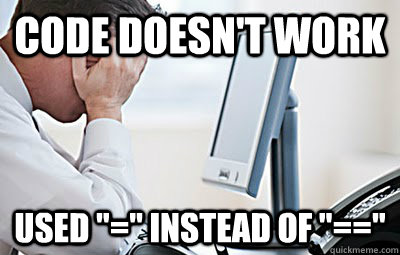 CODE DOESN'T WORK
USED "=" INSTEAD OF "=="
quickmeme.com